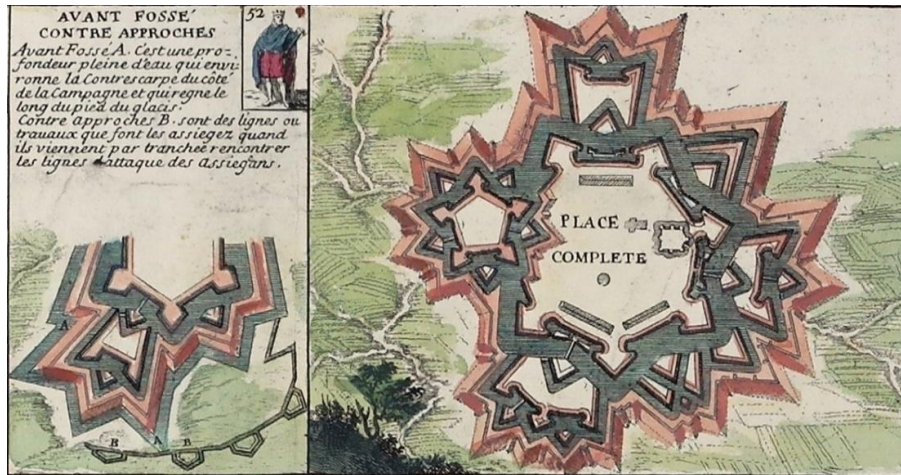 AVANT FOSSÉ
CONTRE APPROCHES
Avant Fossé A. C'est une pro=
fondeur pleine d'eau qui envi
ronne la Contrescarpe du côté
de la Campagne et qui regne le
long du pied du glacis.
Contre approches B. sont des lignes ou
travaux que font les assiegez quand
ils viennent par tranchée rencontrer
les lignes d'attaque des assiegans.
52
PLACE
COMPLETE
A
B A B